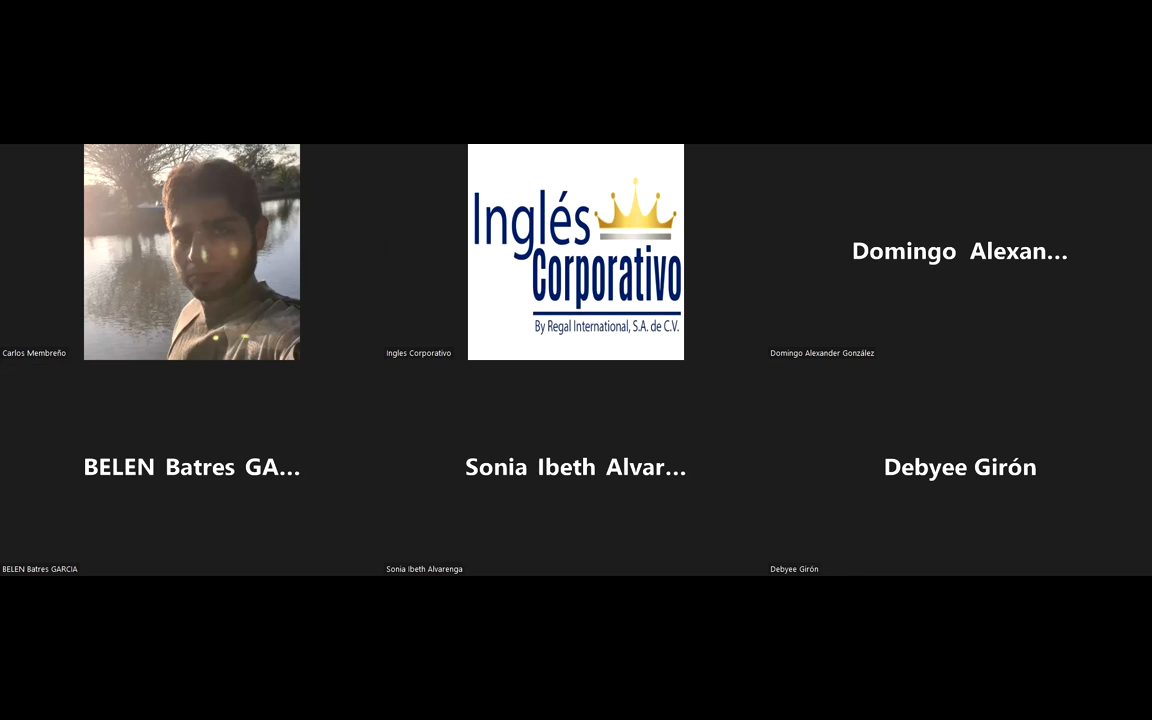 Inglés
Corporativo
By Regal International, S.A. de C.V.
Domingo Alexan...
Carlos Membreño
Ingles Corporativo
Domingo Alexander González
BELEN Batres GA...
Sonia Ibeth Alvar...
Debyee Girón
BELEN Batres GARCIA
Sonia Ibeth Alvarenga
Debyee Girón